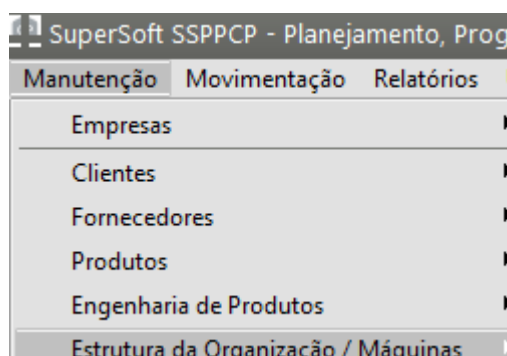 SuperSoft SSPPCP - Planejamento, Prog
Manutenção Movimentação Relatórios
Empresas
Clientes
Fornecedores
Produtos
Engenharia de Produtos
Estrutura da Organização / Máquinas